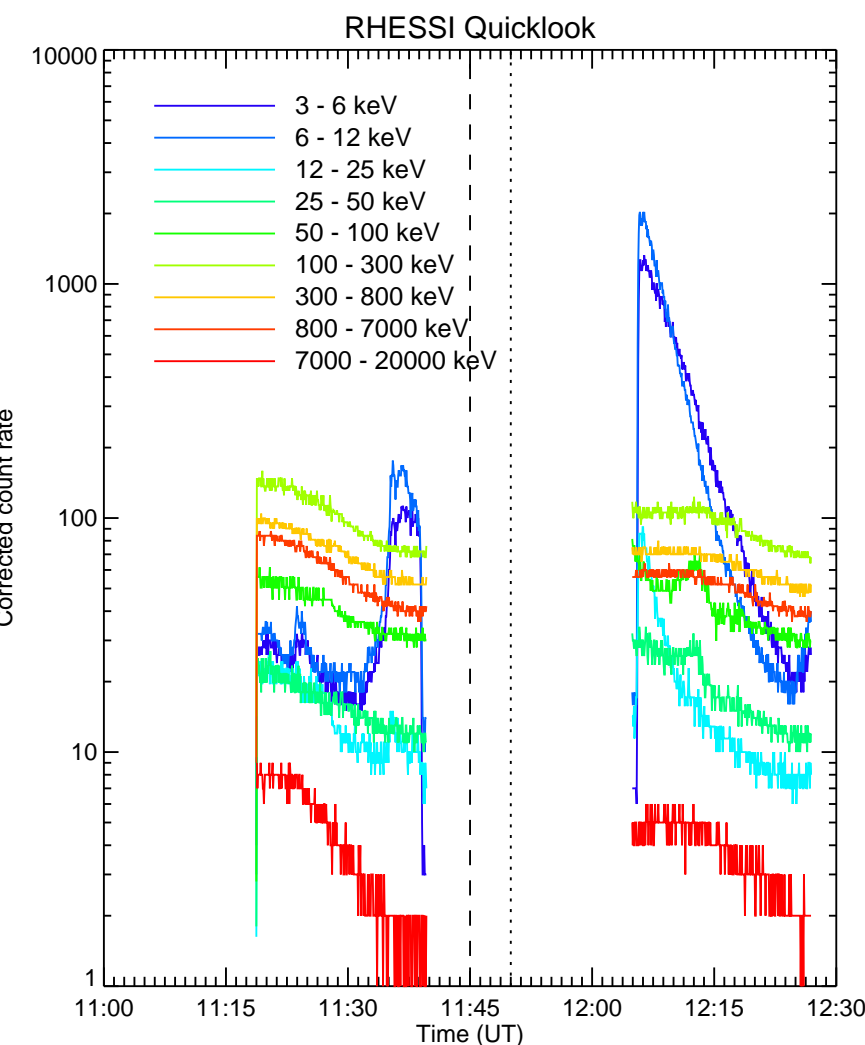 RHESSI Quicklook
10000
1000
100
10
1
Corrected count rate
3 - 6 keV
6 - 12 keV
12 - 25 keV
25 - 50 keV
50 - 100 keV
100 - 300 keV
300 - 800 keV
800 - 7000 keV
7000 - 20000 keV
11:00 11:15 11:30 11:45 12:00 12:15 12:30
Time (UT)